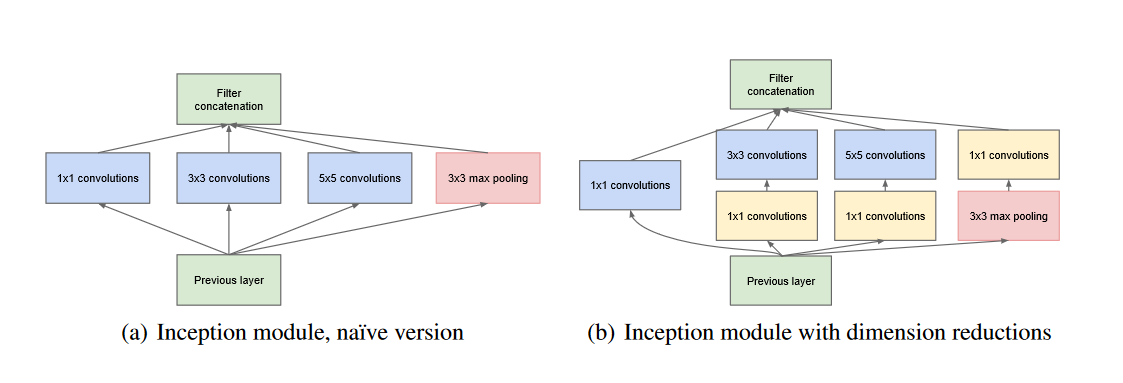 Filter
concatenation
1x1 convolutions
3x3 convolutions
5x5 convolutions
3x3 max pooling
Previous layer
(a) Inception module, naïve version
Filter
concatenation
3x3 convolutions
5x5 convolutions
1x1 convolutions
1x1 convolutions
1x1 convolutions
1x1 convolutions
3x3 max pooling
Previous layer
(b) Inception module with dimension reductions